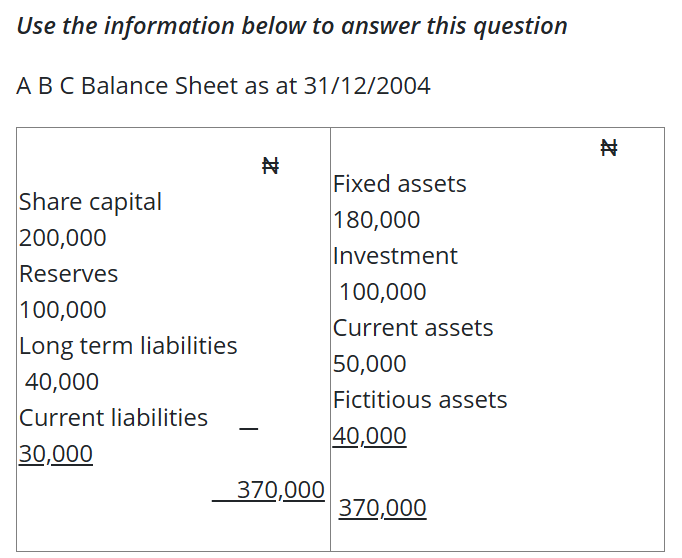 Use the information below to answer this question
A B C Balance Sheet as at 31/12/2004
₦
Share capital
200,000
Reserves
100,000
Long term liabilities
40,000
Current liabilities
30,000
370,000
₦
Fixed assets
180,000
Investment
100,000
Current assets
50,000
Fictitious assets
40,000
370,000